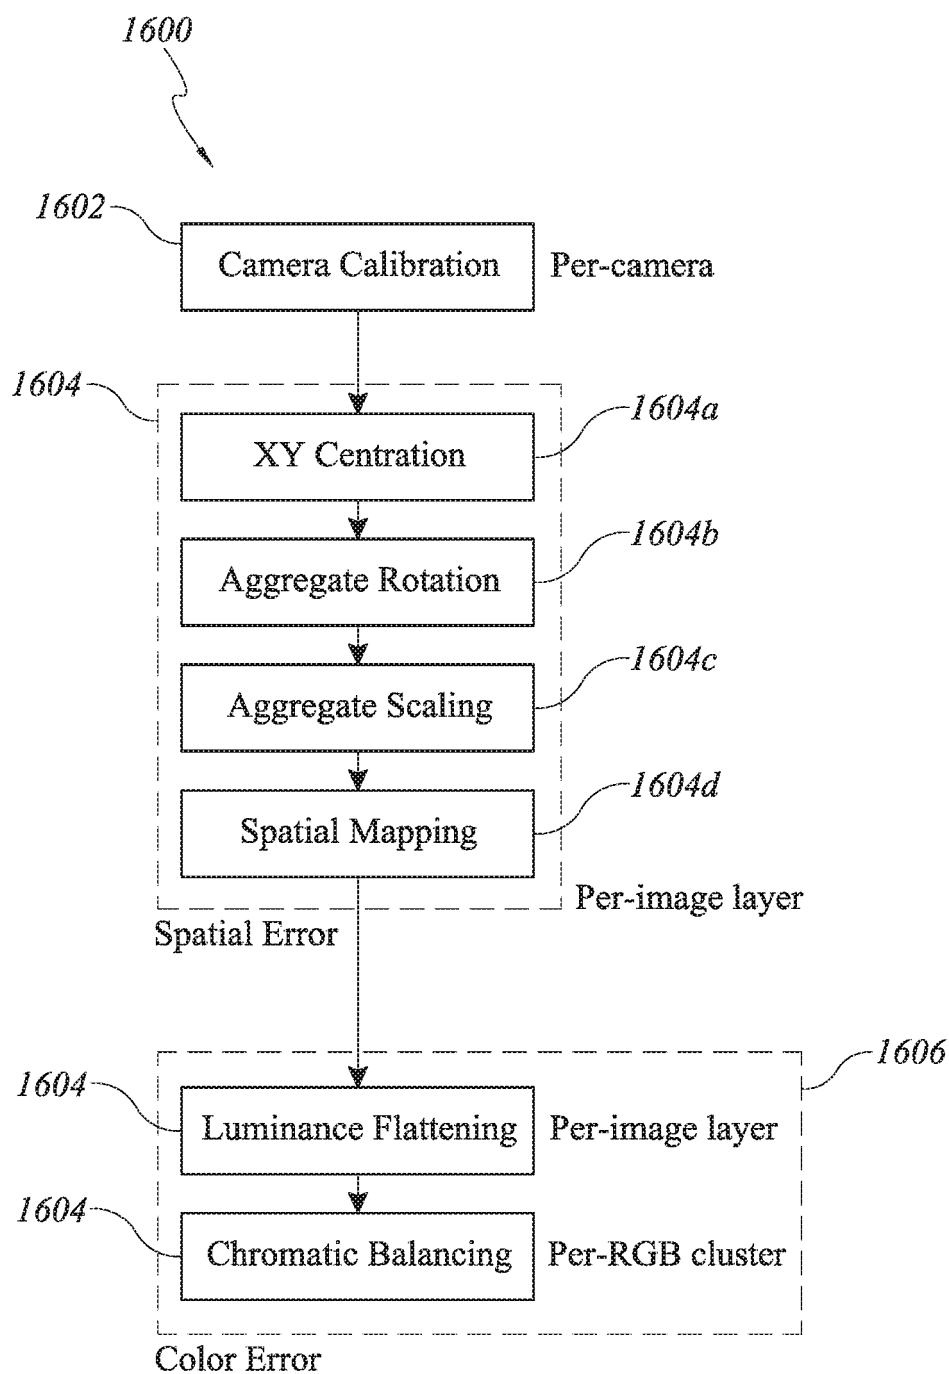 1600
1602
Camera Calibration
Per-camera
1604
1604a
XY Centration
1604b
Aggregate Rotation
1604c
Aggregate Scaling
1604d
Spatial Mapping
Per-image layer
Spatial Error
1606
1604
Luminance Flattening
Per-image layer
1604
Chromatic Balancing
Per-RGB cluster
Color Error